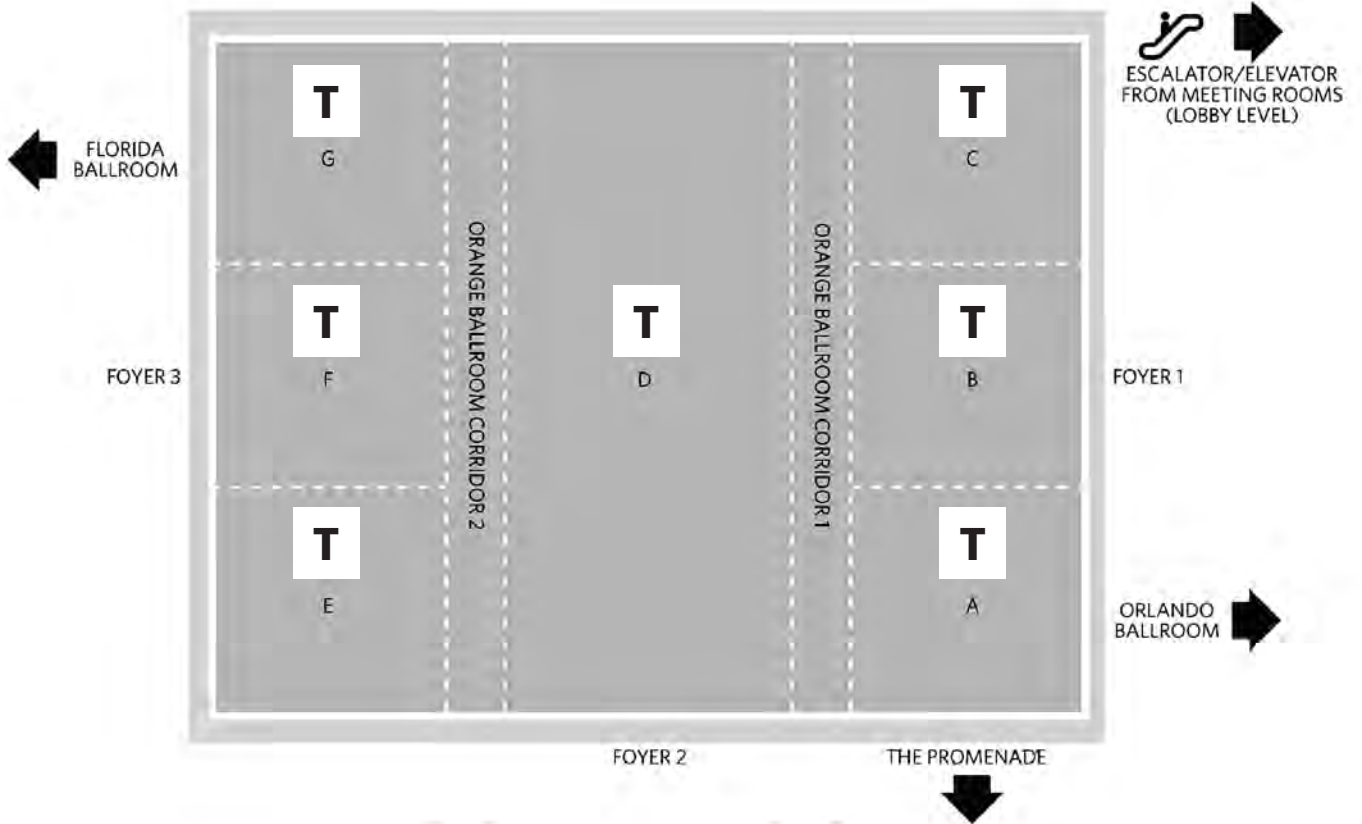 ESCALATOR/ELEVATOR
FROM MEETING ROOMS
(LOBBY LEVEL)
T
G
T
C
FLORIDA
BALLROOM
ORANGE BALLROOM CORRIDOR 2
ORANGE BALLROOM CORRIDOR 1
T
F
T
D
T
B
FOYER 3
FOYER 1
T
E
T
A
ORLANDO
BALLROOM
FOYER 2
THE PROMENADE